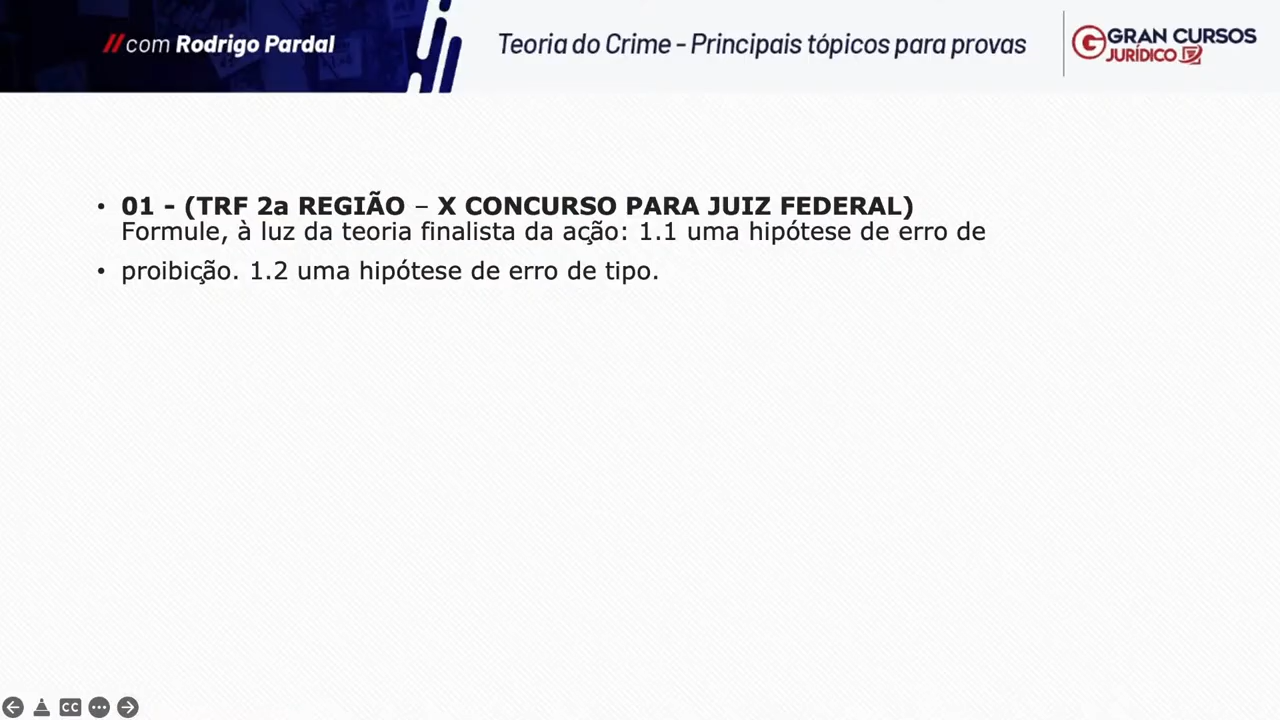 //com Rodrigo Pardal
Teoria do Crime - Principais tópicos para provas
G GRAN CURSOS
JURÍDICO
• 01 - (TRF 2a REGIÃO – X CONCURSO PARA JUIZ FEDERAL)
Formule, à luz da teoria finalista da ação: 1.1 uma hipótese de erro de
• proibição. 1.2 uma hipótese de erro de tipo.
CC